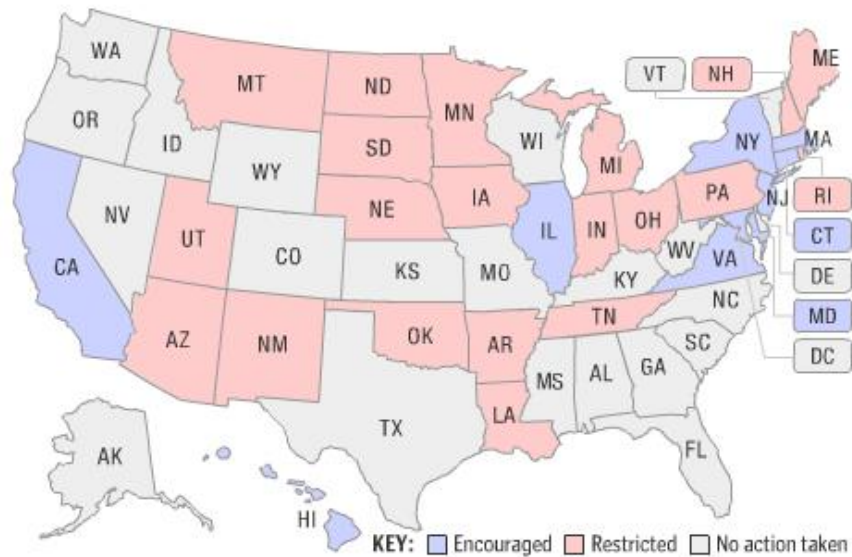 WA
MT
ND
MN
VT
NH
ME
OR
ID
SD
WI
MI
NY
MA
WY
NE
IA
IL
IN
OH
PA
NJ
RI
NV
UT
CO
KS
MO
KY
WV
VA
CT
CA
DE
AZ
NM
OK
AR
TN
NC
MD
SC
DC
TX
LA
MS
AL
GA
FL
AK
HI
KEY: Encouraged Restricted No action taken